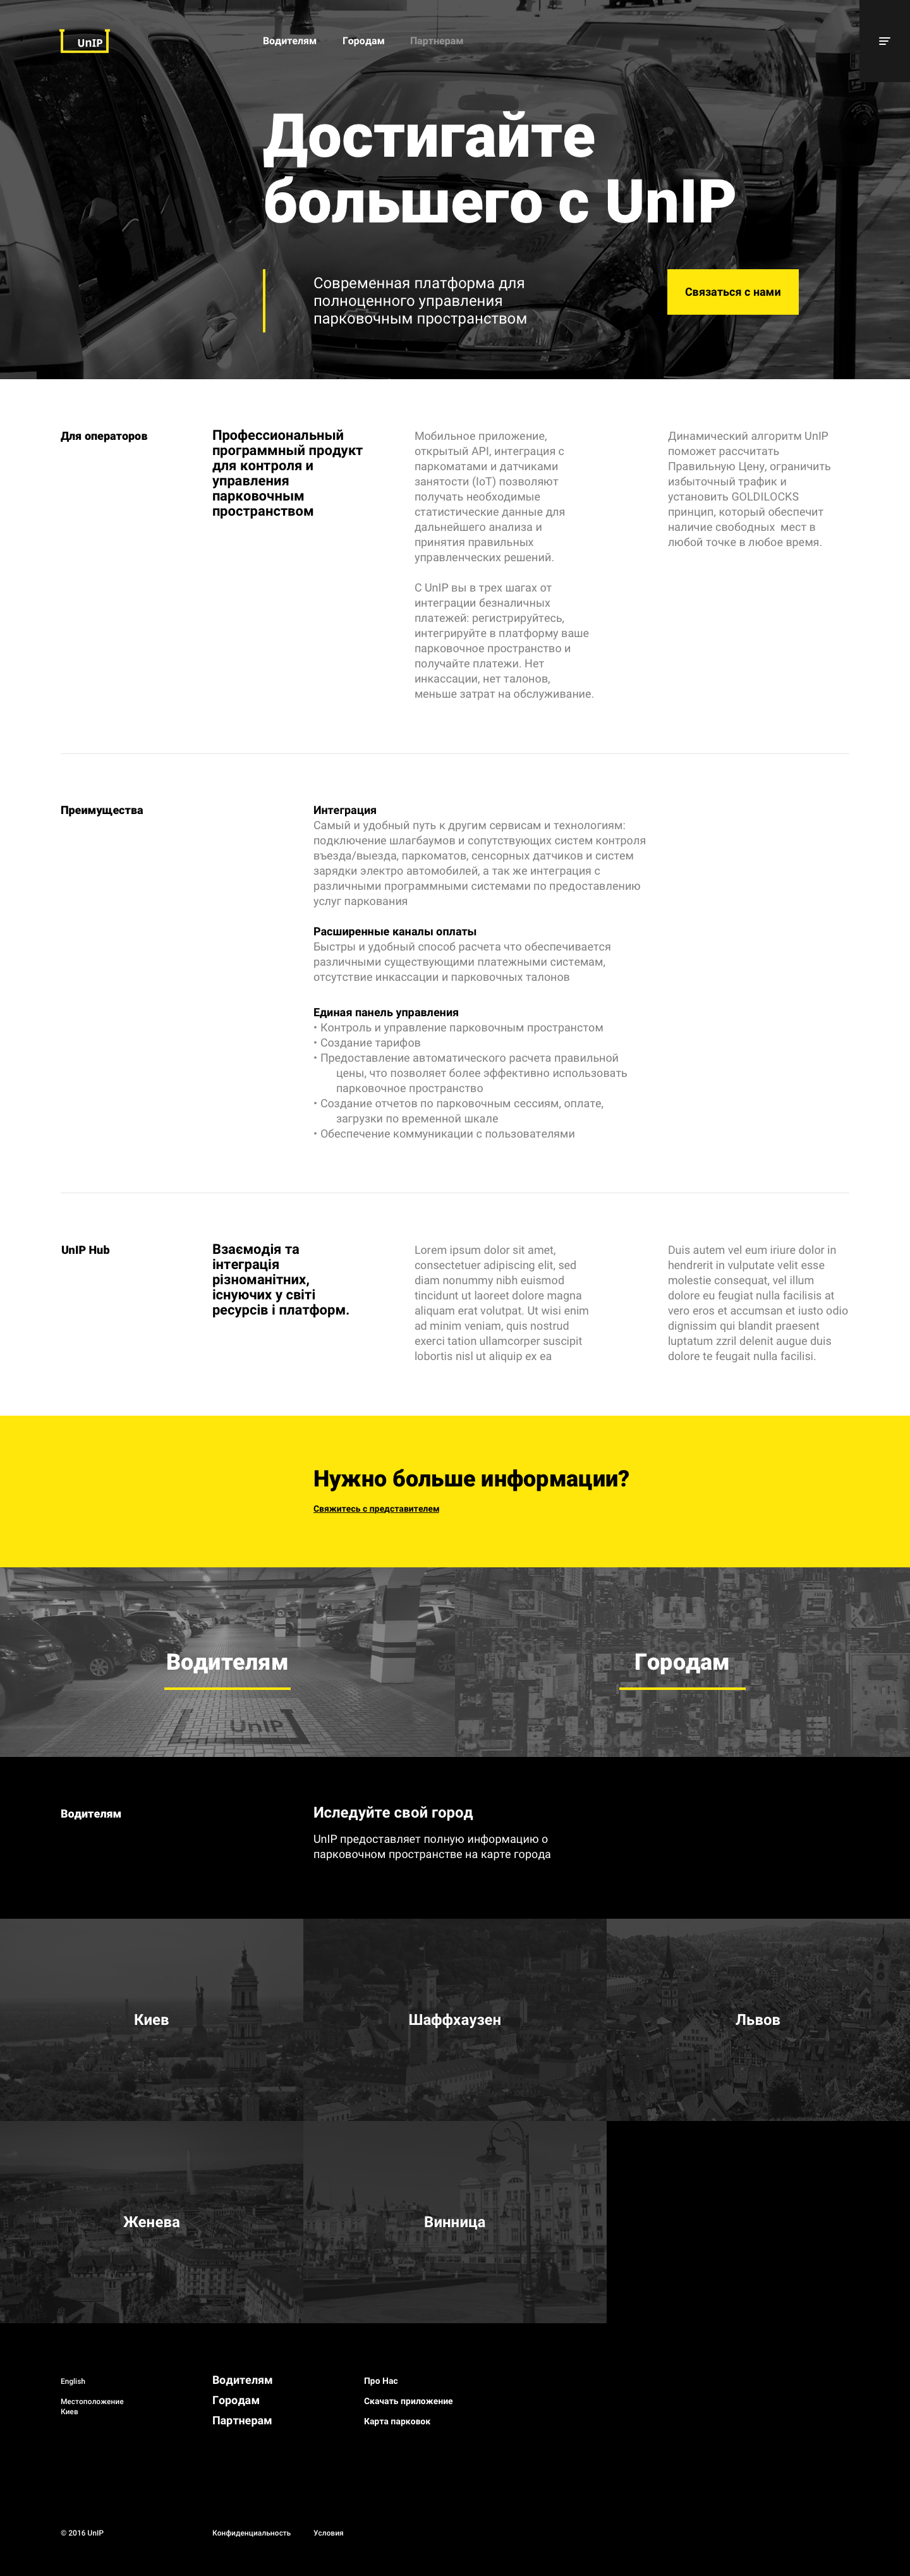 UnIP
Водителям
Городам
Партнерам
Достигайте
большего с UnIP
Современная платформа для
полноценного управления
парковочным пространством
Связаться с нами
Для операторов
Профессиональный
программный продукт
для контроля и
управления
парковочным
пространством
Мобильное приложение,
открытый API, интеграция с
паркоматами и датчиками
занятости (IoT) позволяют
получать необходимые
статистические данные для
дальнейшего анализа и
принятия правильных
управленческих решений.
С UnIP вы в трех шагах от
интеграции безналичных
платежей: регистрируйтесь,
интегрируйте в платформу ваше
парковочное пространство и
получайте платежи. Нет
инкассации, нет талонов,
меньше затрат на обслуживание.
Динамический алгоритм UnIP
поможет рассчитать
Правильную Цену, ограничить
избыточный трафик и
установить GOLDILOCKS
принцип, который обеспечит
наличие свободных  мест в
любой точке в любое время.
Преимущества
Интеграция
Самый и удобный путь к другим сервисам и технологиям:
подключение шлагбаумов и сопутствующих систем контроля
въезда/выезда, паркоматов, сенсорных датчиков и систем
зарядки электро автомобилей, а так же интеграция с
различными программными системами по предоставлению
услуг паркования
Расширенные каналы оплаты
Быстры и удобный способ расчета что обеспечивается
различными существующими платежными системам,
отсутствие инкассации и парковочных талонов
Единая панель управления
• Контроль и управление парковочным пространстом
• Создание тарифов
• Предоставление автоматического расчета правильной
цены, что позволяет более эффективно использовать
парковочное пространство
• Создание отчетов по парковочным сессиям, оплате,
загрузки по временной шкале
• Обеспечение коммуникации с пользователями
UnIP Hub
Взаємодія та
інтеграція
різноманітних,
існуючих у світі
ресурсів і платформ.
Lorem ipsum dolor sit amet,
consectetuer adipiscing elit, sed
diam nonummy nibh euismod
tincidunt ut laoreet dolore magna
aliquam erat volutpat. Ut wisi enim
ad minim veniam, quis nostrud
exerci tation ullamcorper suscipit
lobortis nisl ut aliquip ex ea
Duis autem vel eum iriure dolor in
hendrerit in vulputate velit esse
molestie consequat, vel illum
dolore eu feugiat nulla facilisis at
vero eros et accumsan et iusto odio
dignissim qui blandit praesent
luptatum zzril delenit augue duis
dolore te feugait nulla facilisi.
Нужно больше информации?
Свяжитесь с представителем
Водителям
UnIP
Городам
Водителям
Иследуйте свой город
UnIP предоставляет полную информацию о
парковочном пространстве на карте города
Киев
Шаффхаузен
Львов
Женева
Винница
English
Местоположение
Киев
Водителям
Городам
Партнерам
Про Нас
Скачать приложение
Карта парковок
© 2016 UnIP
Конфиденциальность
Условия